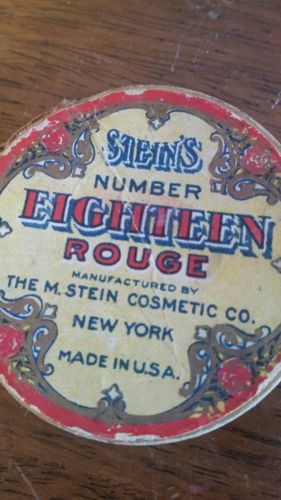 STEIN'S
NUMBER
EIGHTEEN
ROUGE
MANUFACTURED BY
THE M. STEIN COSMETIC CO.
NEW YORK
MADE IN U.S.A.